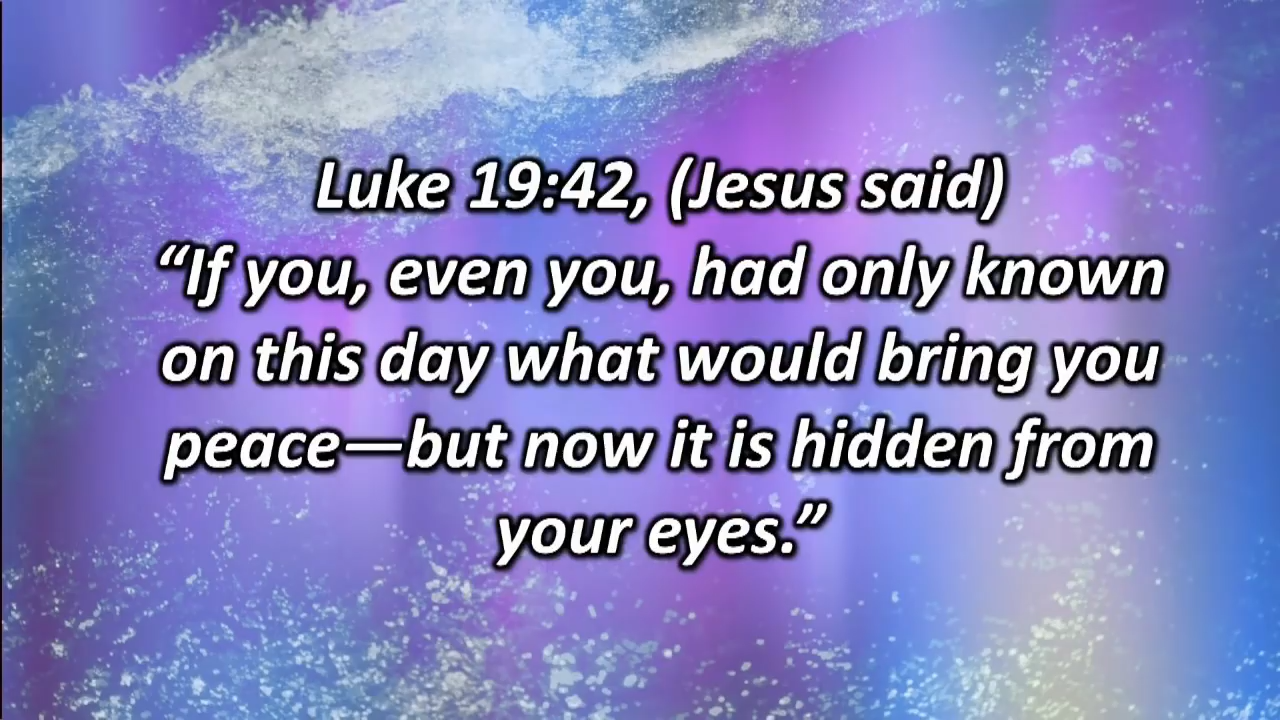 Luke 19:42, (Jesus said)
“If you, even you, had only known
on this day what would bring you
peace—but now it is hidden from
your eyes.”